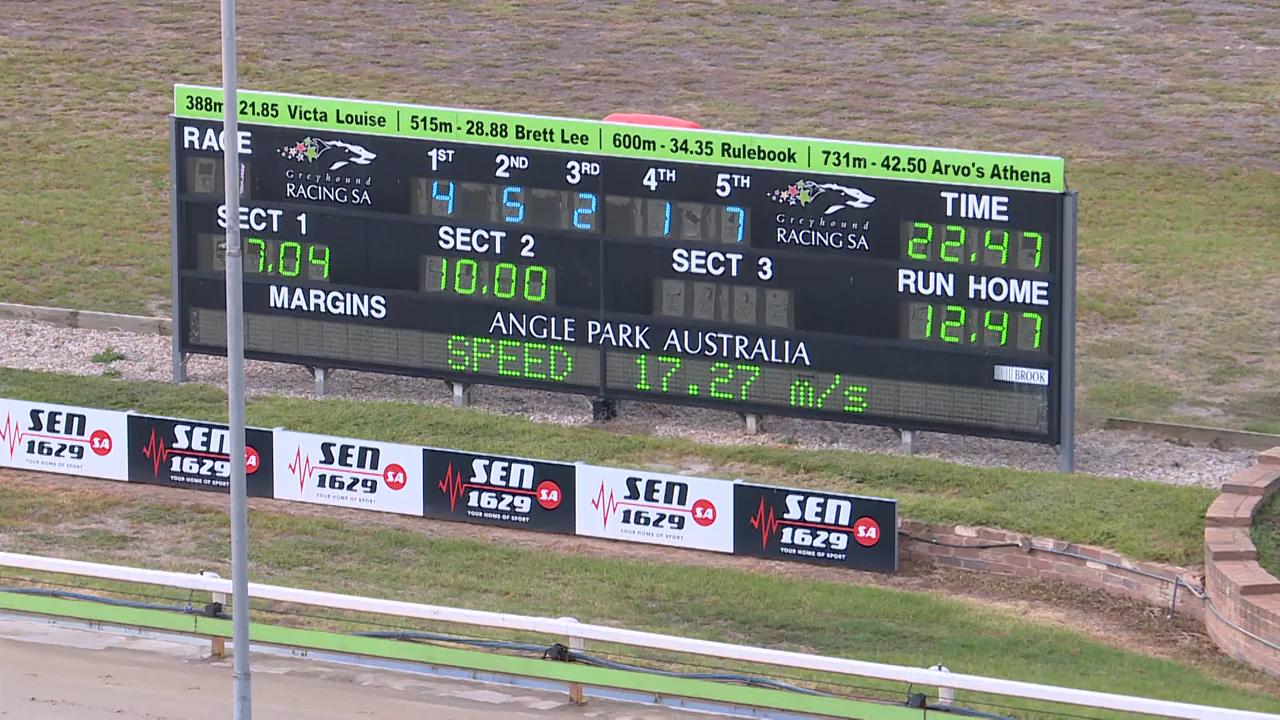 388m - 21.85 Victa Louise | 515m - 28.88 Brett Lee | 600m - 34.35 Rulebook | 731m - 42.50 Arvo's Athena
RACE
Greyhound
RACING SA
1ST 2ND 3RD 4TH 5TH
4 5 2 1 7
Greyhound
RACING SA
TIME
22.47
SECT 1
7.04
SECT 2
10.00
SECT 3
RUN HOME
12.47
MARGINS
ANGLE PARK AUSTRALIA
BROOK
SPEED 17.27 m/s
SEN
1629 SA
YOUR HOME OF SPORT
SEN
1629 SA
YOUR HOME OF SPORT
SEN
1629 SA
YOUR HOME OF SPORT
SEN
1629 SA
YOUR HOME OF SPORT
SEN
1629 SA
YOUR HOME OF SPORT
SEN
1629 SA
YOUR HOME OF SPORT